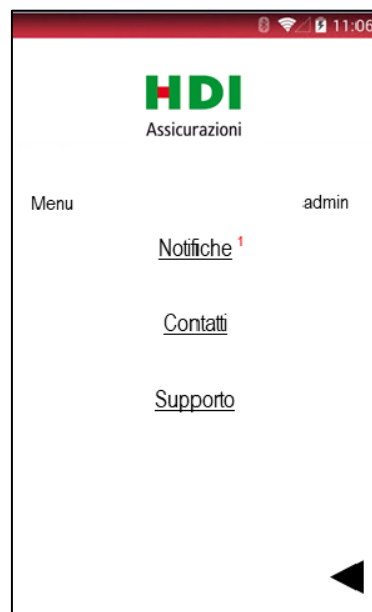 11:06
HDI
Assicurazioni
Menu admin
Notifiche 1
Contatti
Supporto